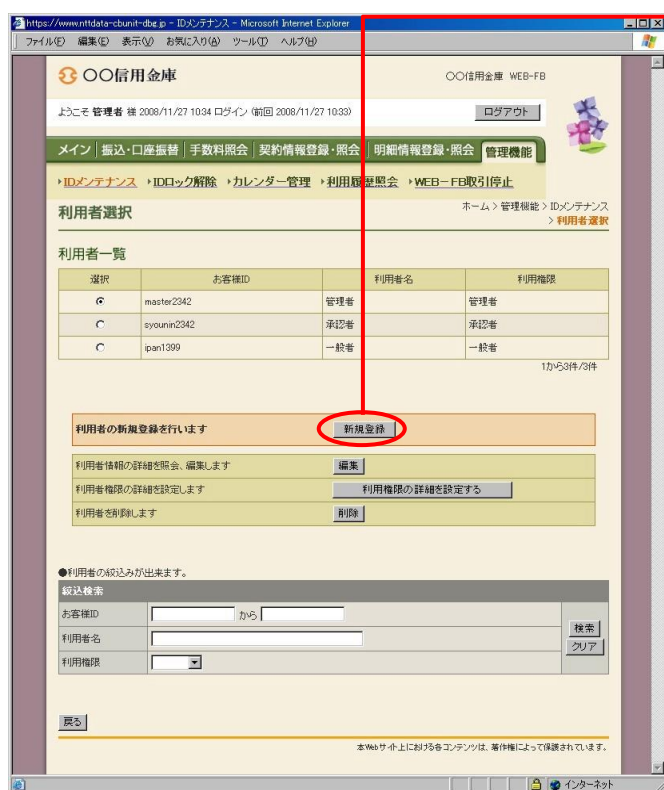 https://www.nttdata-cbunit-dbg.jp - IDメンテナンス - Microsoft Internet Explorer
ファイル(F) 編集(E) 表示(V) お気に入り(A) ツール(T) ヘルプ(H)
〇〇信用金庫
〇〇信用金庫 WEB-FB
ようこそ 管理者 様 2008/11/27 10:34 ログイン (前回 2008/11/27 10:33)
ログアウト
メイン 振込・口座振替 手数料照会 契約情報登録・照会 明細情報登録・照会 管理機能
IDメンテナンス IDロック解除 カレンダー管理 利用履歴照会 WEB-FB取引停止
利用者選択
ホーム > 管理機能 > IDメンテナンス
> 利用者選択
利用者一覧
選択 お客様ID 利用者名 利用権限
master2342 管理者 管理者
syounin2342 承認者 承認者
ipan1399 一般者 一般者
1から3件/3件
利用者の新規登録を行います 新規登録
利用者情報の詳細を照会、編集します 編集
利用者権限の詳細を設定します 利用権限の詳細を設定する
利用者を削除します 削除
●利用者の絞込みが出来ます。
絞込検索
お客様ID から
利用者名
利用権限
検索
クリア
戻る
本Webサイト上における各コンテンツは、著作権によって保護されています。
インターネット